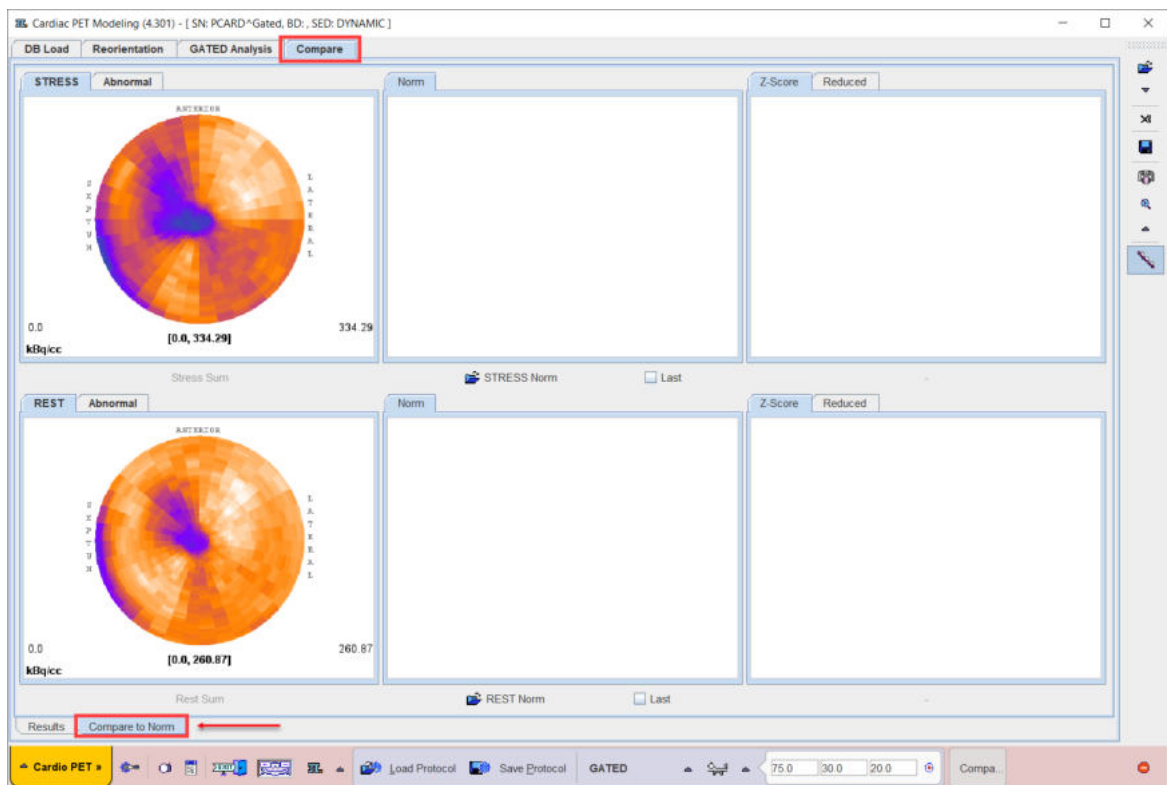 Cardiac PET Modeling (4.301) - [ SN: PCARD^Gated, BD: , SED: DYNAMIC ]
DB Load Reorientation GATED Analysis Compare
STRESS Abnormal Norm Z-Score Reduced
ANTERIOR
SEPTUM
LATERAL
0.0 [0.0, 334.29] 334.29
kBq/cc
Stress Sum STRESS Norm Last -
REST Abnormal Norm Z-Score Reduced
ANTERIOR
SEPTUM
LATERAL
0.0 [0.0, 260.87] 260.87
kBq/cc
Rest Sum REST Norm Last -
Results Compare to Norm
Cardio PET » Load Protocol Save Protocol GATED 75.0 30.0 20.0 Compa...